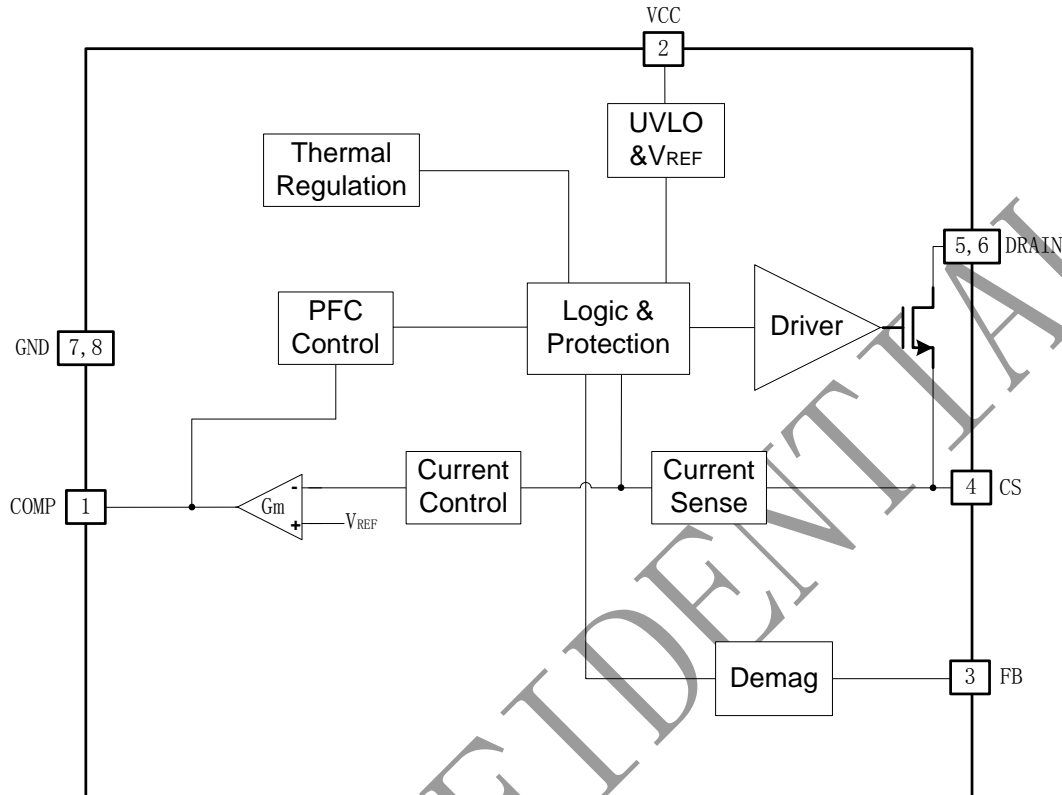 VCC
2
UVLO
&VREF
Thermal
Regulation
5,6 DRAIN
PFC
Control
Logic &
Protection
Driver
GND 7,8
Current
Control
Current
Sense
COMP 1
Gm
-
+
VREF
4 CS
Demag
3 FB
FIDENTIAL